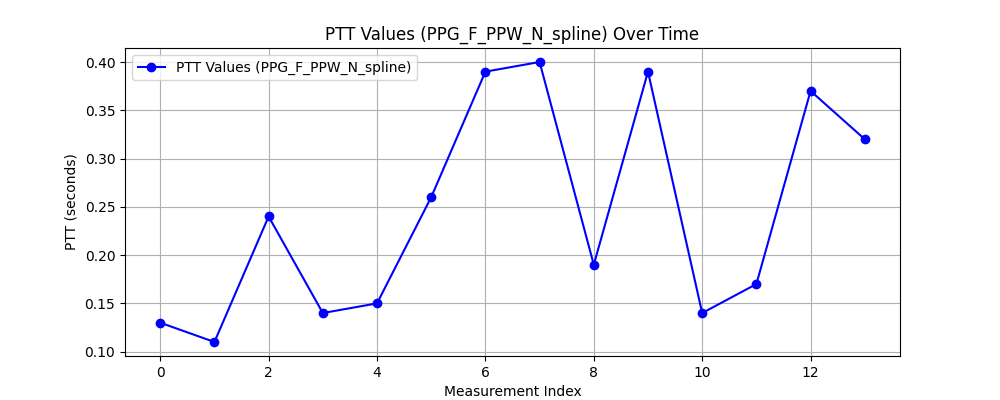 PTT Values (PPG_F_PPW_N_spline) Over Time
PTT Values (PPG_F_PPW_N_spline)
PTT (seconds)
0.40
0.35
0.30
0.25
0.20
0.15
0.10
0 2 4 6 8 10 12
Measurement Index